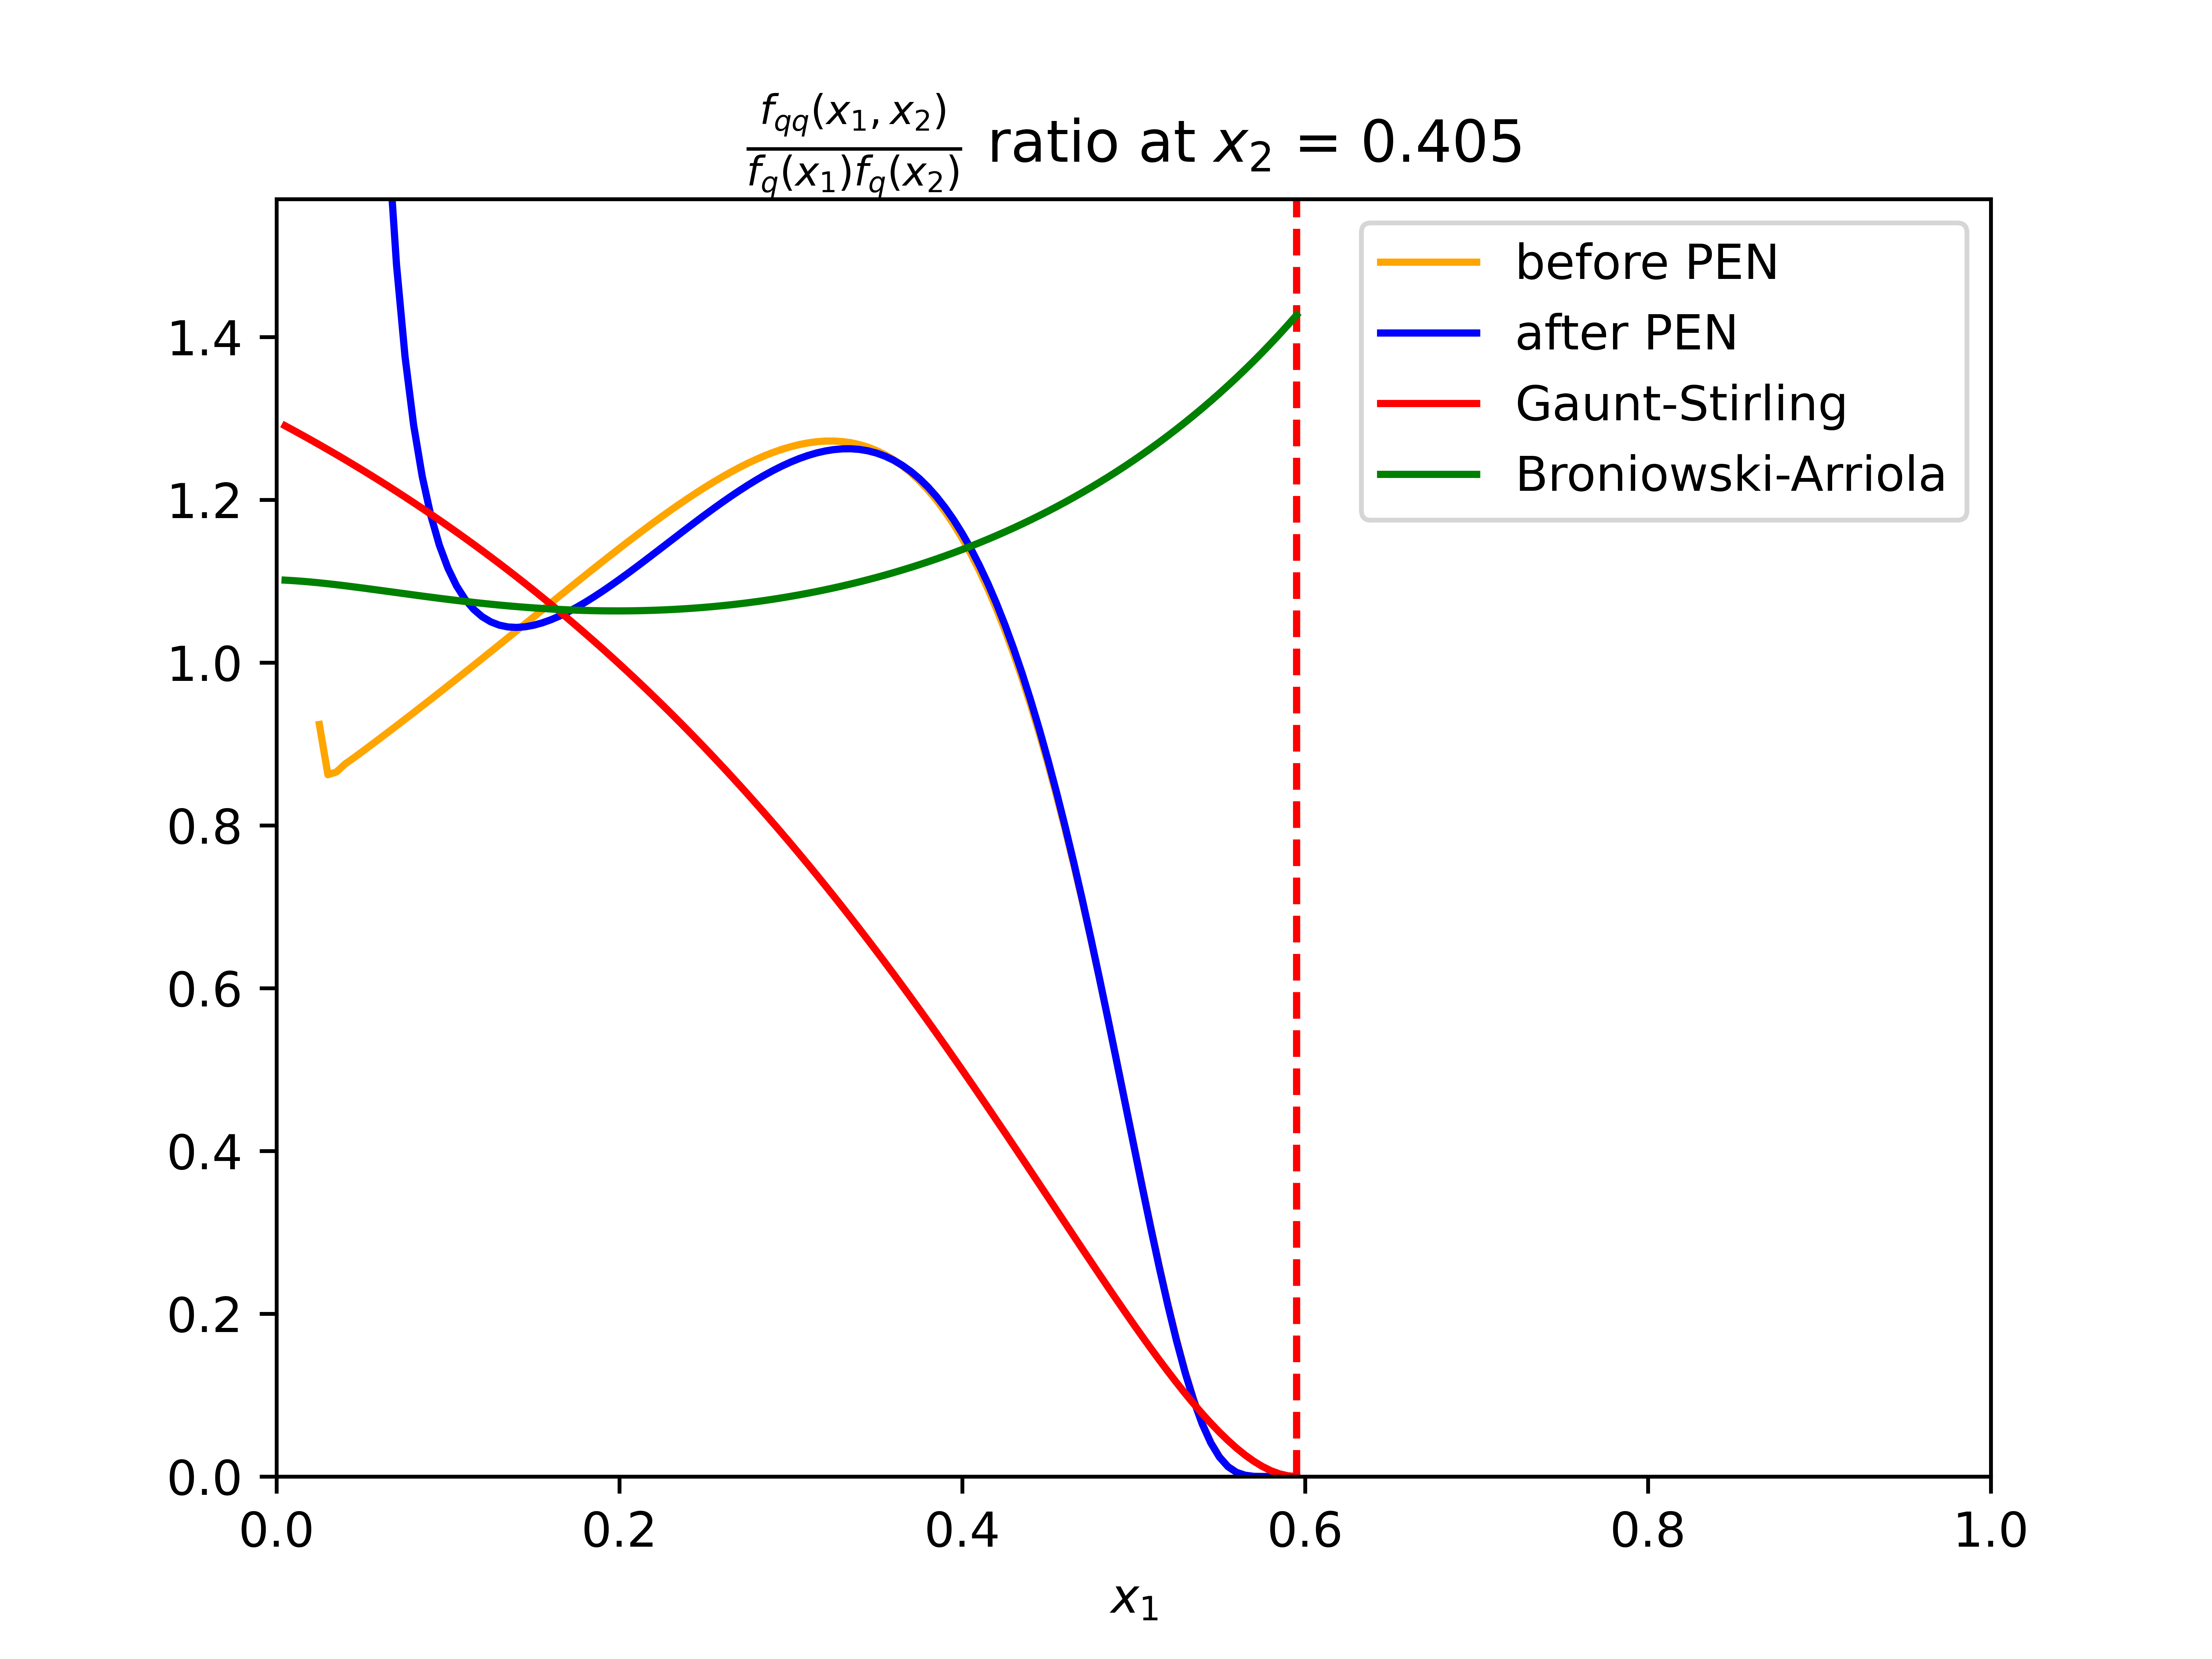 f_qq(x_1, x_2)
f_q(x_1)f_q(x_2)
ratio at x_2 = 0.405
before PEN
after PEN
Gaunt-Stirling
Broniowski-Arriola
1.4
1.2
1.0
0.8
0.6
0.4
0.2
0.0
0.0 0.2 0.4 0.6 0.8 1.0
x_1